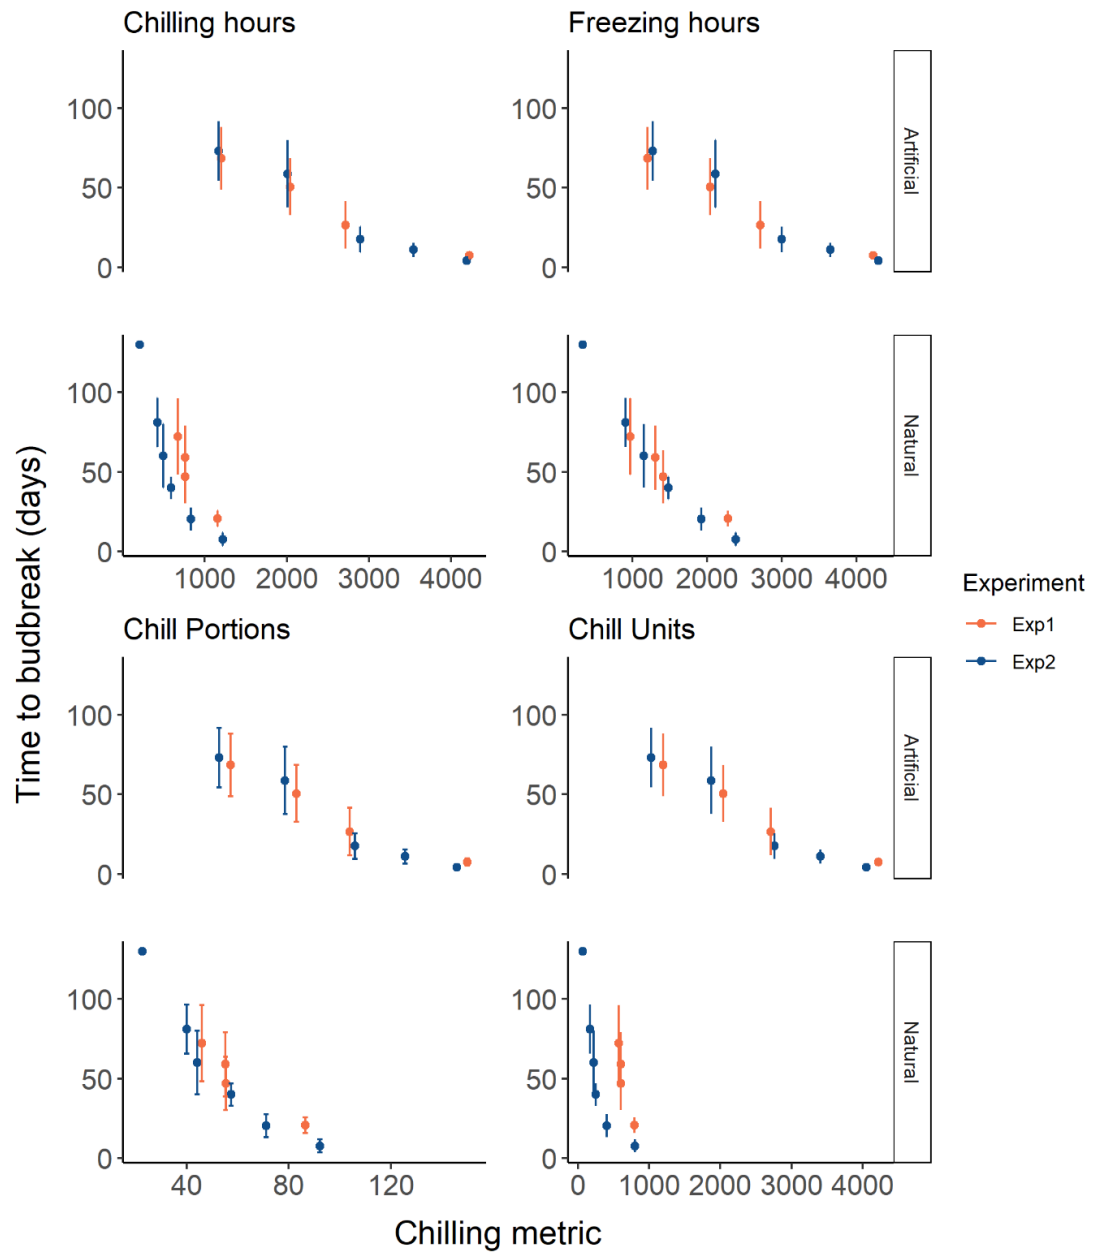 Chilling hours
Freezing hours
100
50
0
100
50
0
Artificial
100
50
0
1000 2000 3000 4000
100
50
0
1000 2000 3000 4000
Natural
Time to budbreak (days)
Experiment
Exp1
Exp2
Chill Portions
Chill Units
100
50
0
100
50
0
Artificial
100
50
0
40 80 120
100
50
0
0 1000 2000 3000 4000
Natural
Chilling metric